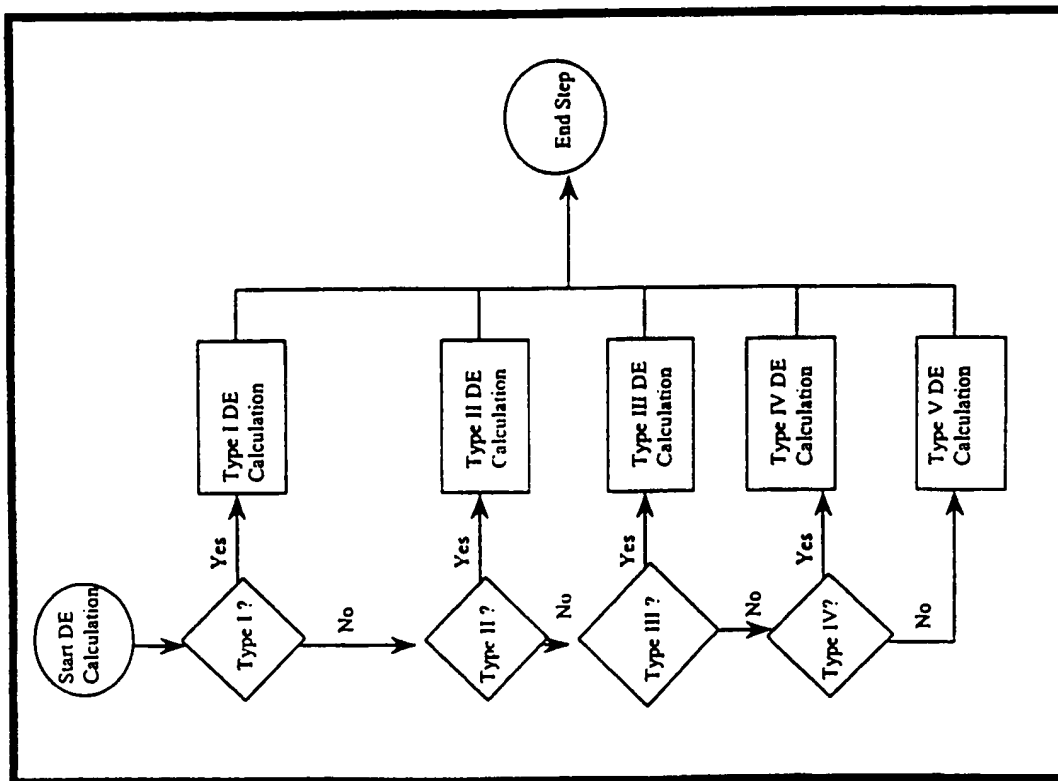 Start DE
Calculation
Type I ?
Yes
Type I DE
Calculation
No
Type II ?
Yes
Type II DE
Calculation
No
Type III ?
Yes
Type III DE
Calculation
No
Type IV?
Yes
Type IV DE
Calculation
No
Type V DE
Calculation
End Step